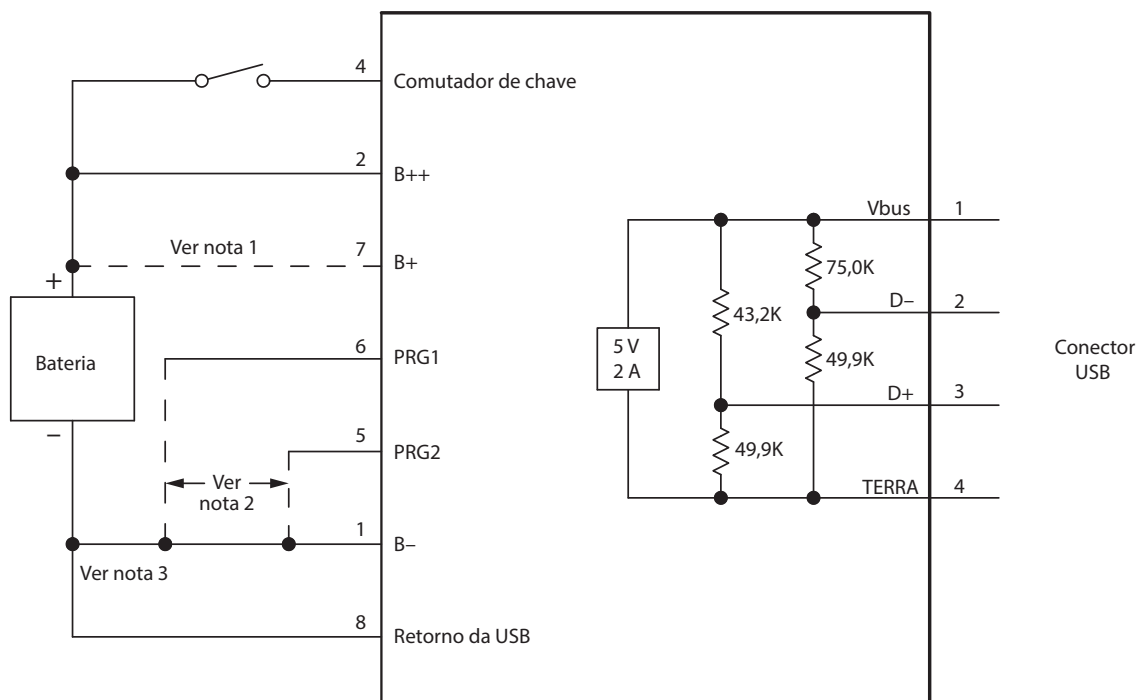 4
Comutador de chave
2
B++
Ver nota 1
7
B+
+
Bateria
−
6
PRG1
5
PRG2
Ver
nota 2
1
B−
Ver nota 3
8
Retorno da USB
5 V
2 A
43,2K
49,9K
75,0K
49,9K
Vbus
1
D−
2
D+
3
TERRA
4
Conector
USB